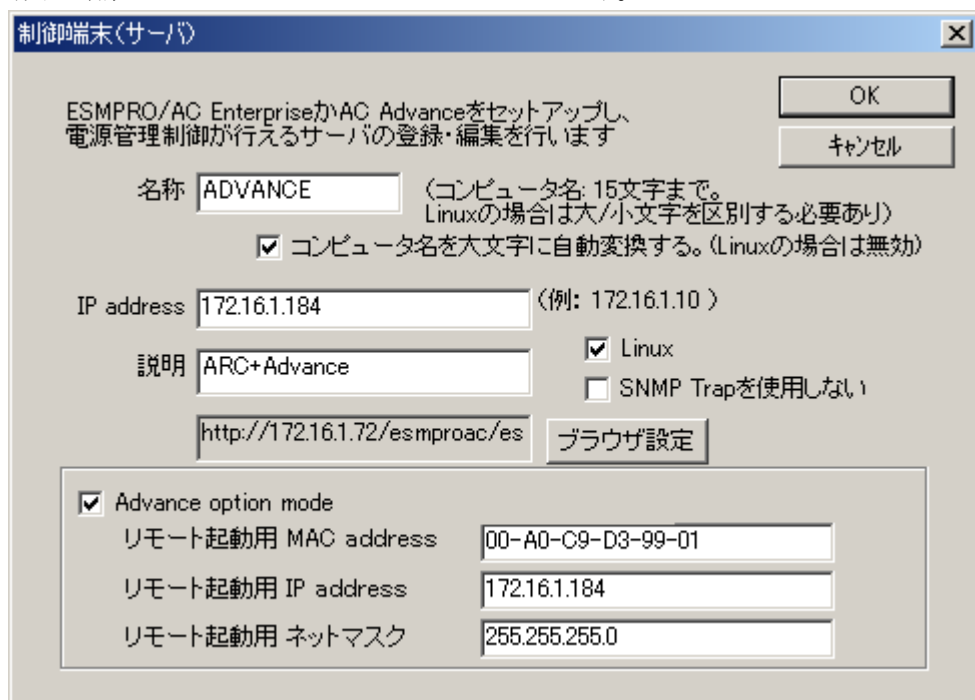 制御端末(サーバ)
ESMPRO/AC EnterpriseかAC Advanceをセットアップし、
電源管理制御が行えるサーバの登録・編集を行います
OK
キャンセル
名称 ADVANCE (コンピュータ名: 15文字まで。
Linuxの場合は大/小文字を区別する必要あり)
コンピュータ名を大文字に自動変換する。(Linuxの場合は無効)
IP address 172.16.1.184 (例: 172.16.1.10 )
説明 ARC+Advance
Linux
SNMP Trapを使用しない
http://172.16.1.72/esmproac/es ブラウザ設定
Advance option mode
リモート起動用 MAC address 00-A0-C9-D3-99-01
リモート起動用 IP address 172.16.1.184
リモート起動用 ネットマスク 255.255.255.0